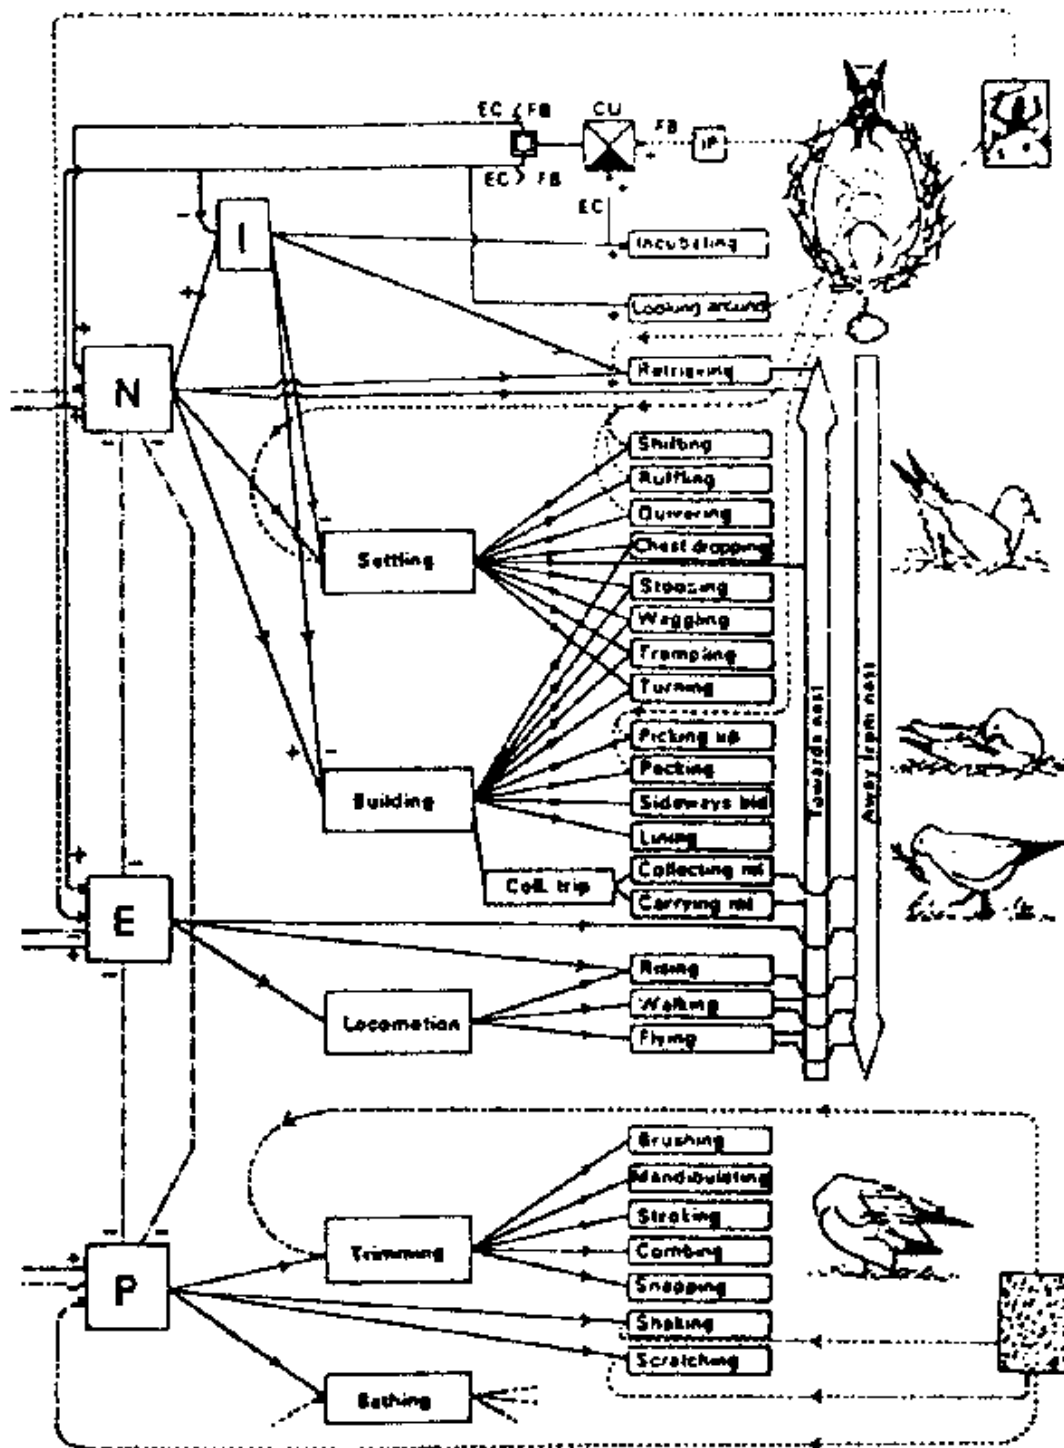 EC
FB
CU
FB
IP
EC
FB
EC
I
Incubating
Looking around
Retrieving
N
Shifting
Ruffling
Quivering
Chest dropping
Settling
Stooping
Waggling
Trampling
Turning
Picking up
Pecking
Building
Sideways bld
Lining
Coll. trip
Collecting mt
Carrying mt
Towards nest
Away from nest
E
Rising
Locomotion
Walking
Flying
Brushing
Mandibulating
Stroking
Trimming
Combing
Snapping
P
Shaking
Scratching
Bathing